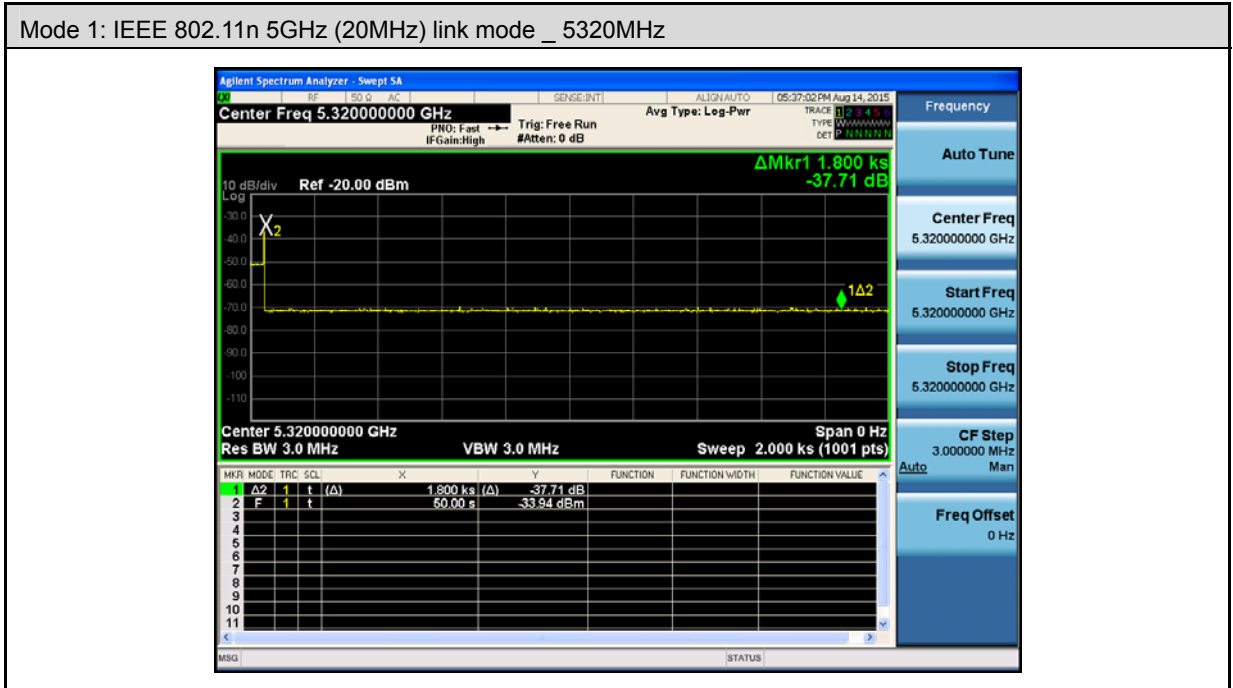 Mode 1: IEEE 802.11n 5GHz (20MHz) link mode _ 5320MHz
Agilent Spectrum Analyzer - Swept SA
RF 50 Ω AC SENSE:INT ALIGN AUTO 05:37:02 PM Aug 14, 2015
Center Freq 5.320000000 GHz
PNO: Fast
IFGain:High
Trig: Free Run
#Atten: 0 dB
Avg Type: Log-Pwr
TRACE 1 2 3 4 5 6
TYPE
DET P N N N N N
ΔMkr1 1.800 ks
-37.71 dB
10 dB/div Ref -20.00 dBm
Log
-30.0
-40.0
-50.0
-60.0
-70.0
-80.0
-90.0
-100
-110
X2
1Δ2
Center 5.320000000 GHz Span 0 Hz
Res BW 3.0 MHz VBW 3.0 MHz Sweep 2.000 ks (1001 pts)
MKR MODE TRC SCL X Y FUNCTION FUNCTION WIDTH FUNCTION VALUE
1 Δ2 1 t (Δ) 1.800 ks (Δ) -37.71 dB
2 F 1 t 50.00 s -33.94 dBm
3
4
5
6
7
8
9
10
11
MSG STATUS
Frequency
Auto Tune
Center Freq
5.320000000 GHz
Start Freq
5.320000000 GHz
Stop Freq
5.320000000 GHz
CF Step
3.000000 MHz
Auto Man
Freq Offset
0 Hz